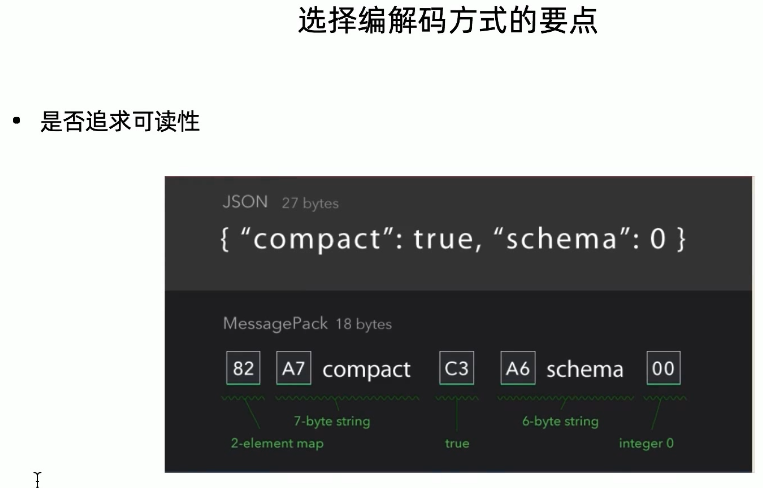 选择编解码方式的要点
• 是否追求可读性
JSON 27 bytes
{ “compact”: true, “schema”: 0 }
MessagePack 18 bytes
82 A7 compact C3 A6 schema 00
7-byte string 6-byte string
2-element map true integer 0